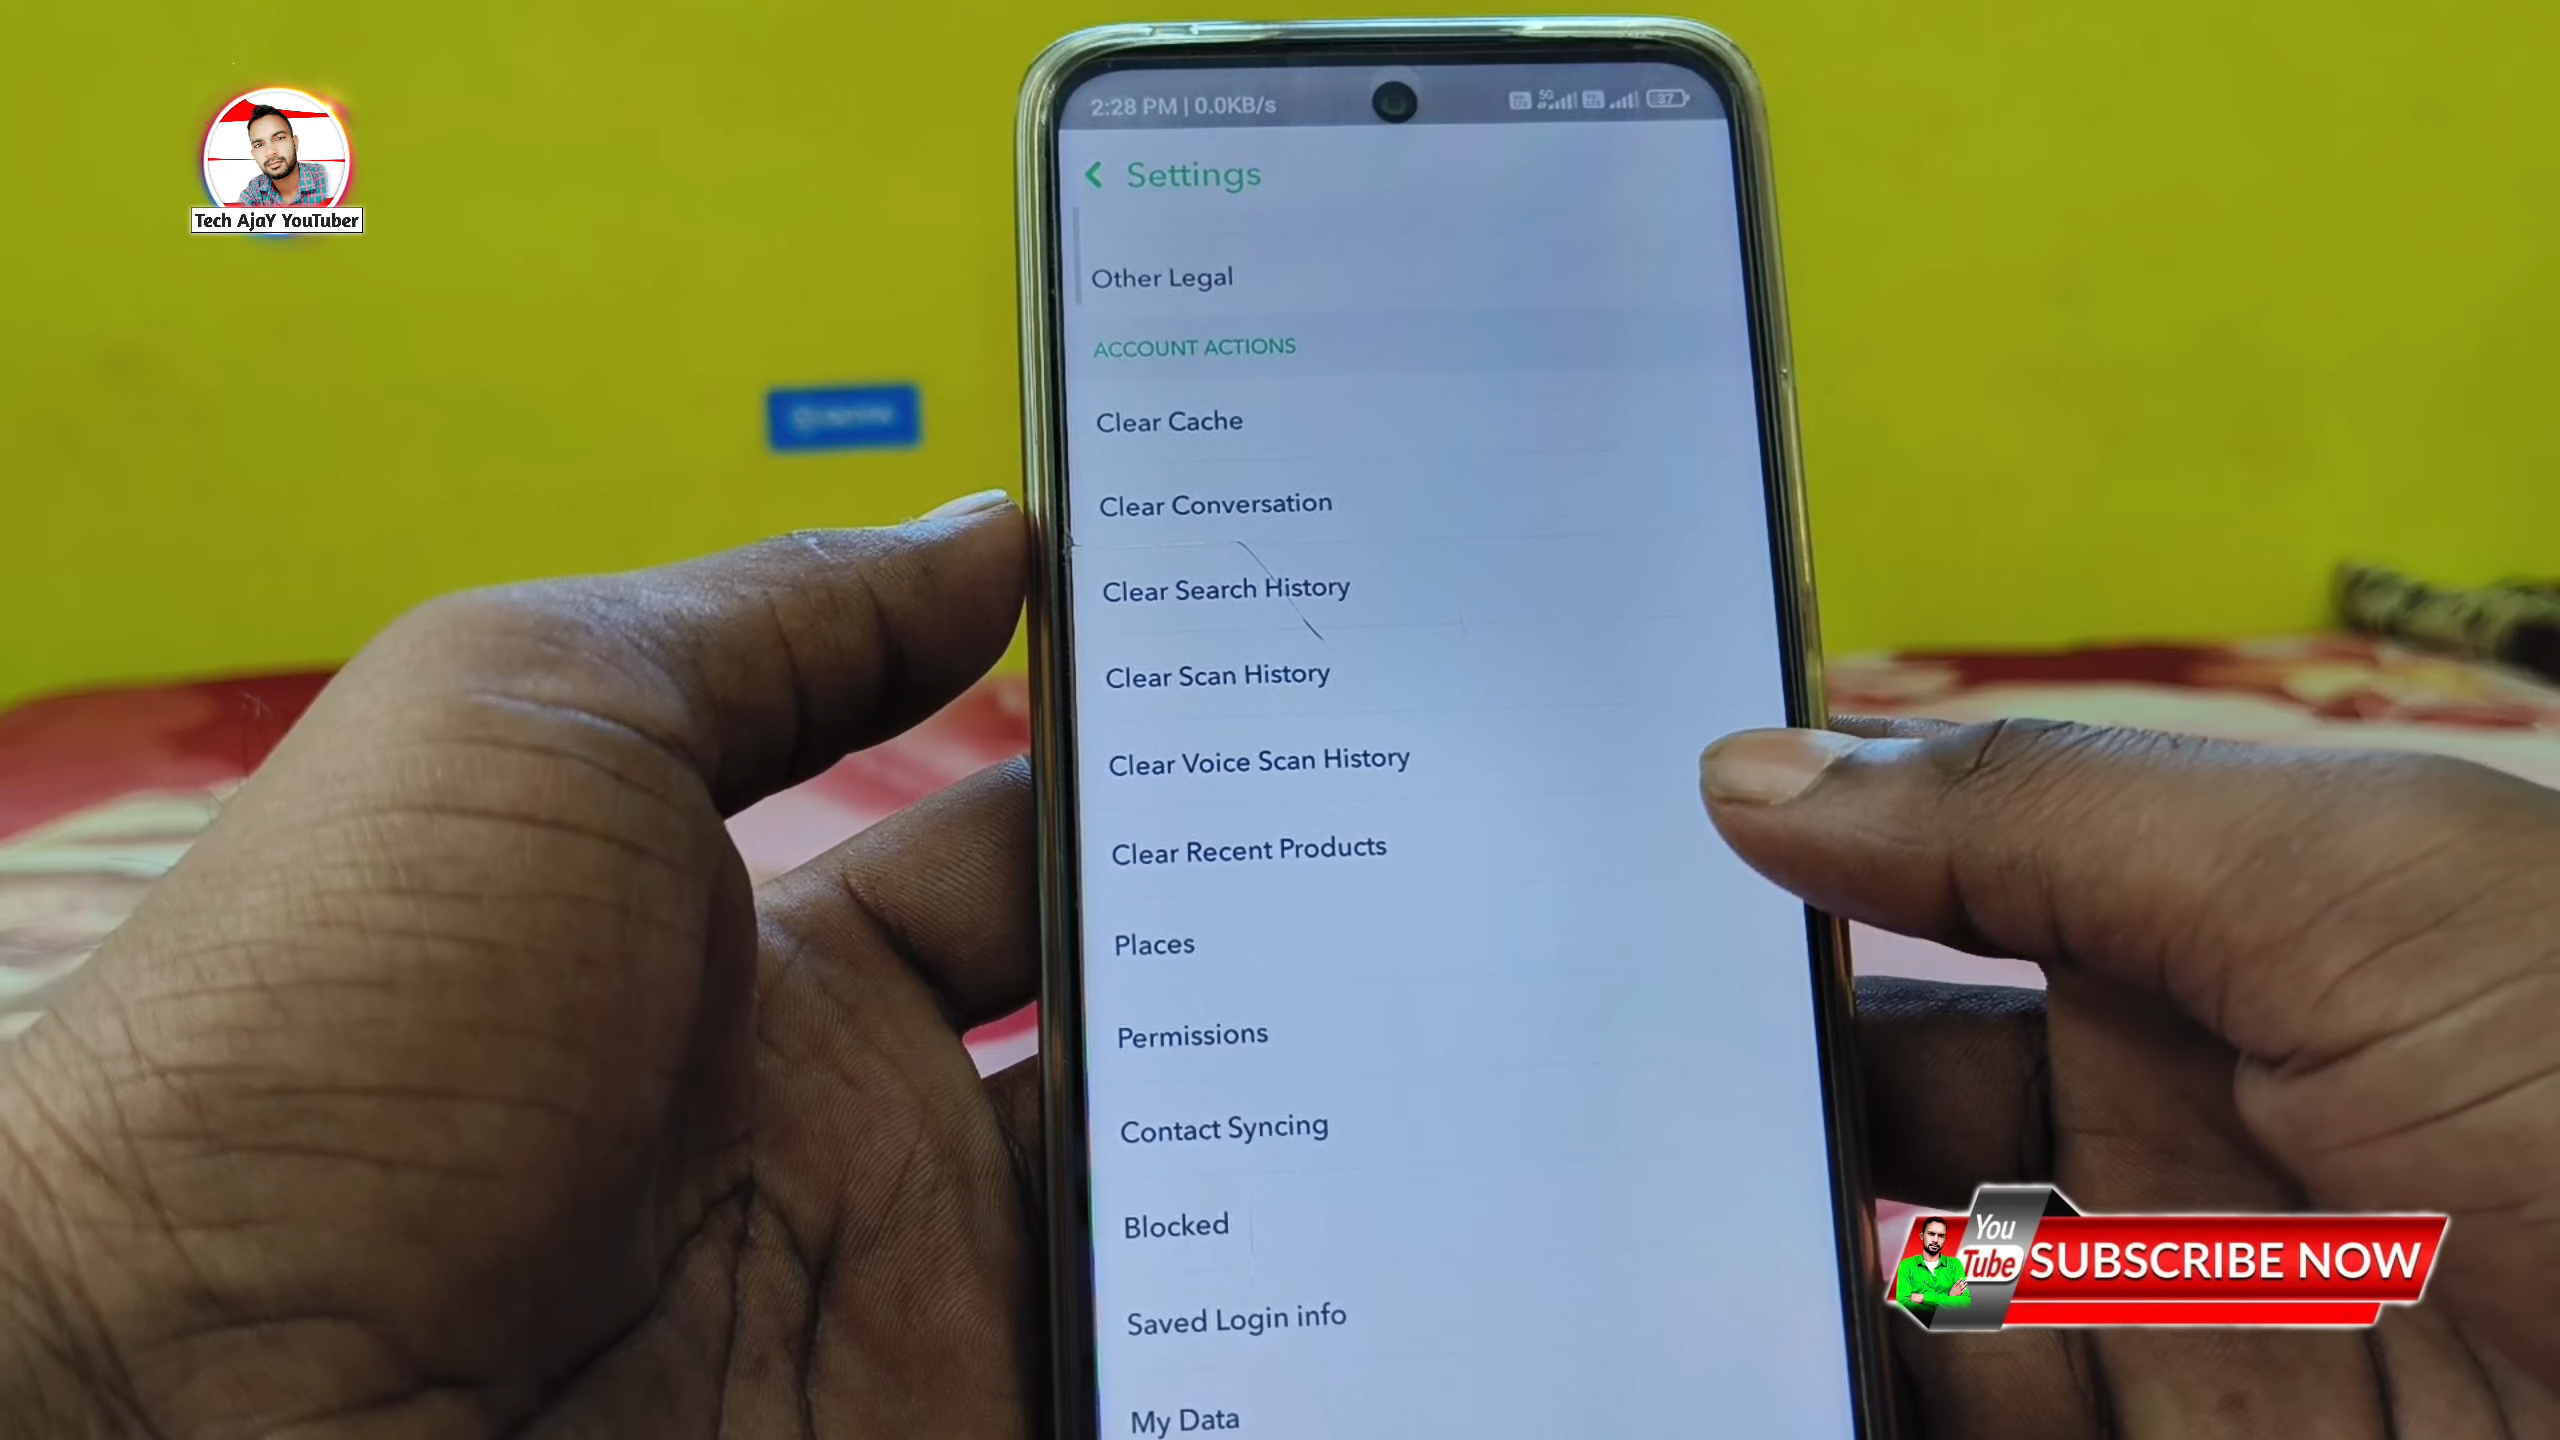 Tech AjaY YouTuber
2:28 PM | 0.0KB/s
5G
37
Settings
Other Legal
ACCOUNT ACTIONS
Clear Cache
Clear Conversation
Clear Search History
Clear Scan History
Clear Voice Scan History
Clear Recent Products
Places
Permissions
Contact Syncing
Blocked
Saved Login info
My Data
You
Tube
SUBSCRIBE NOW